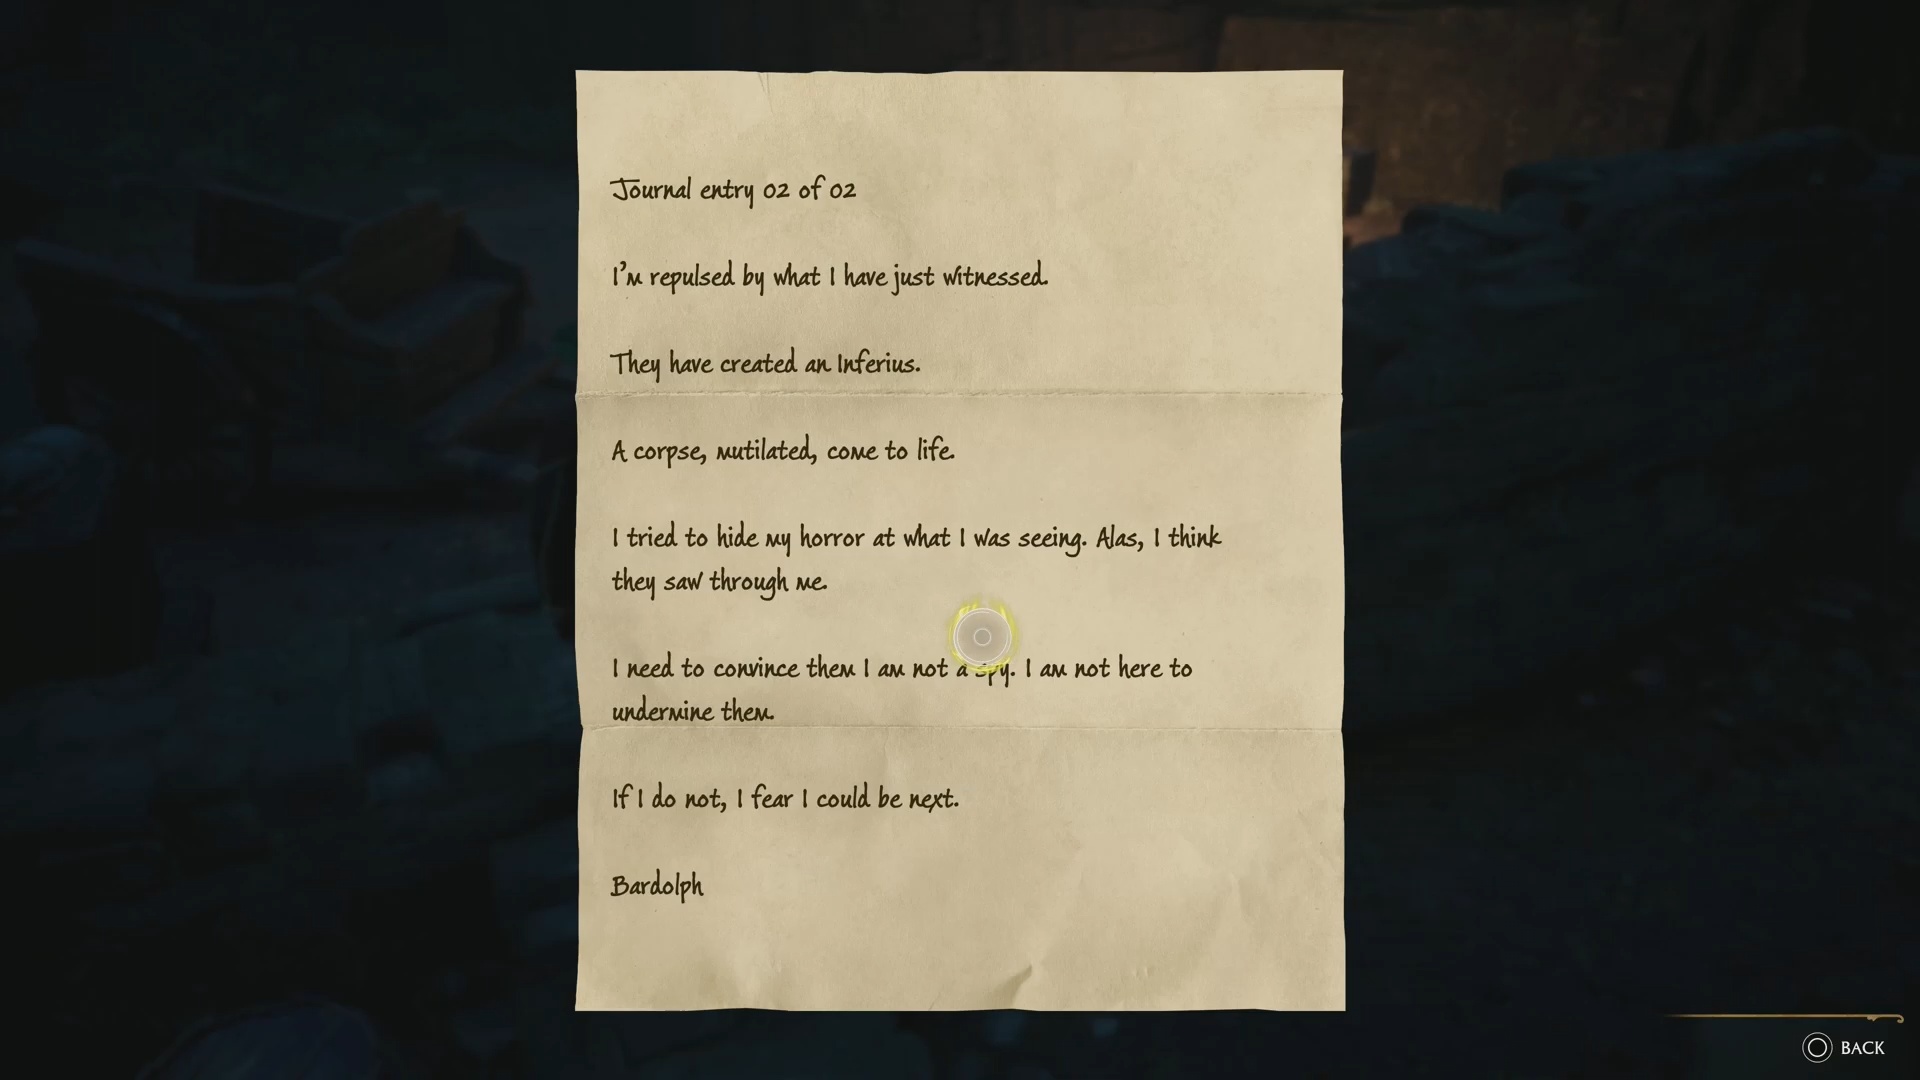 Journal entry 02 of 02
I'm repulsed by what I have just witnessed.
They have created an Inferius.
A corpse, mutilated, come to life.
I tried to hide my horror at what I was seeing. Alas, I think
they saw through me.
I need to convince them I am not a spy. I am not here to
undermine them.
If I do not, I fear I could be next.
Bardolph
BACK